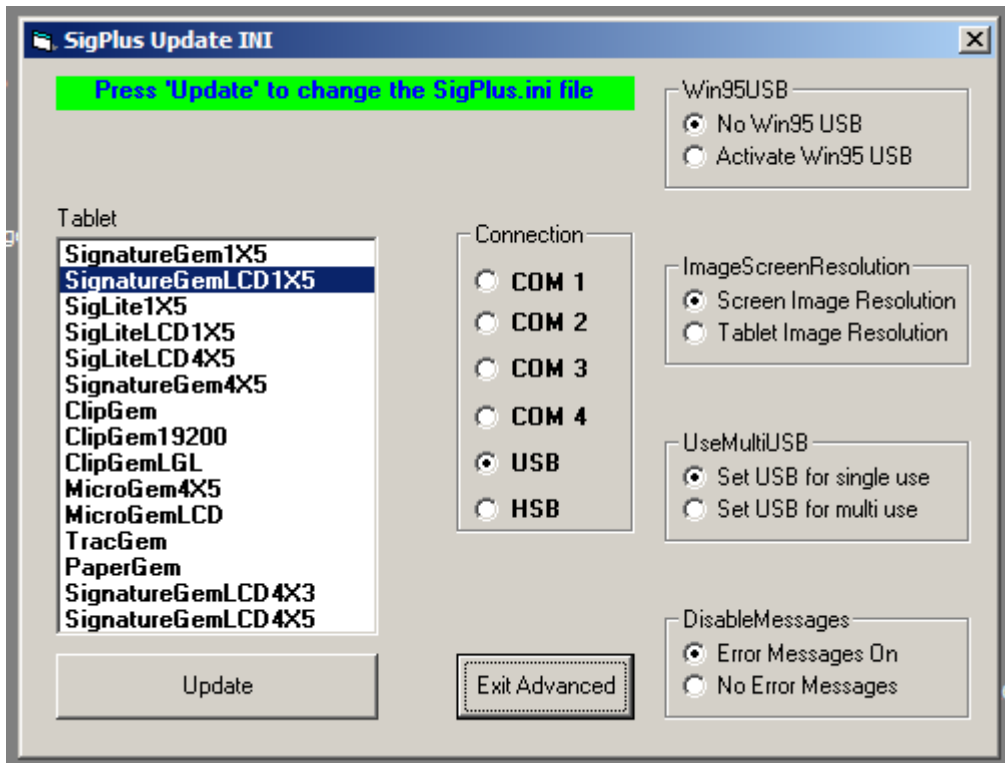 SigPlus Update INI
Press 'Update' to change the SigPlus.ini file
Tablet
SignatureGem1X5
SignatureGemLCD1X5
SigLite1X5
SigLiteLCD1X5
SigLiteLCD4X5
SignatureGem4X5
ClipGem
ClipGem19200
ClipGemLGL
MicroGem4X5
MicroGemLCD
TracGem
PaperGem
SignatureGemLCD4X3
SignatureGemLCD4X5
Update
Connection
COM 1
COM 2
COM 3
COM 4
USB
HSB
Exit Advanced
Win95USB
No Win95 USB
Activate Win95 USB
ImageScreenResolution
Screen Image Resolution
Tablet Image Resolution
UseMultiUSB
Set USB for single use
Set USB for multi use
DisableMessages
Error Messages On
No Error Messages